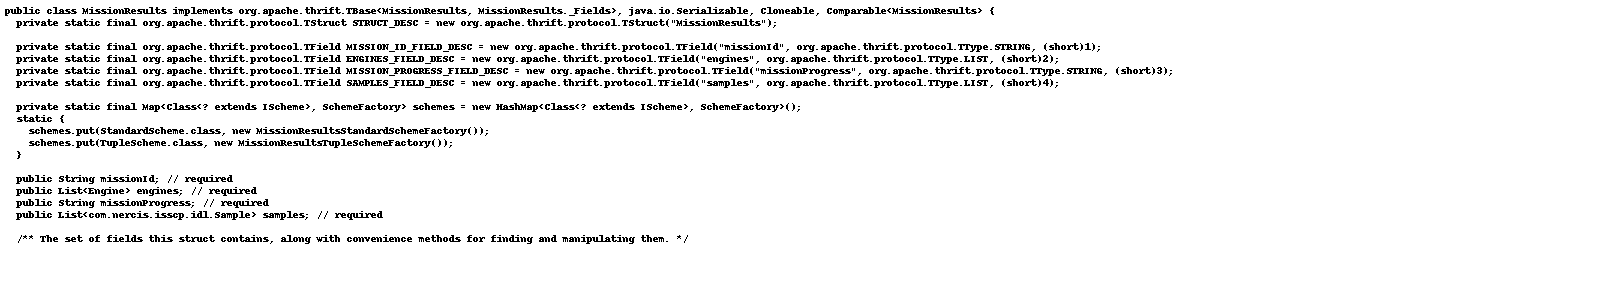 public class MissionResults implements org.apache.thrift.TBase<MissionResults, MissionResults._Fields>, java.io.Serializable, Cloneable, Comparable<MissionResults> {
  private static final org.apache.thrift.protocol.TStruct STRUCT_DESC = new org.apache.thrift.protocol.TStruct("MissionResults");

  private static final org.apache.thrift.protocol.TField MISSION_ID_FIELD_DESC = new org.apache.thrift.protocol.TField("missionId", org.apache.thrift.protocol.TType.STRING, (short)1);
  private static final org.apache.thrift.protocol.TField ENGINES_FIELD_DESC = new org.apache.thrift.protocol.TField("engines", org.apache.thrift.protocol.TType.LIST, (short)2);
  private static final org.apache.thrift.protocol.TField MISSION_PROGRESS_FIELD_DESC = new org.apache.thrift.protocol.TField("missionProgress", org.apache.thrift.protocol.TType.STRING, (short)3);
  private static final org.apache.thrift.protocol.TField SAMPLES_FIELD_DESC = new org.apache.thrift.protocol.TField("samples", org.apache.thrift.protocol.TType.LIST, (short)4);

  private static final Map<Class<? extends IScheme>, SchemeFactory> schemes = new HashMap<Class<? extends IScheme>, SchemeFactory>();
  static {
    schemes.put(StandardScheme.class, new MissionResultsStandardSchemeFactory());
    schemes.put(TupleScheme.class, new MissionResultsTupleSchemeFactory());
  }

  public String missionId; // required
  public List<Engine> engines; // required
  public String missionProgress; // required
  public List<com.nercis.isscp.idl.Sample> samples; // required

  /** The set of fields this struct contains, along with convenience methods for finding and manipulating them. */